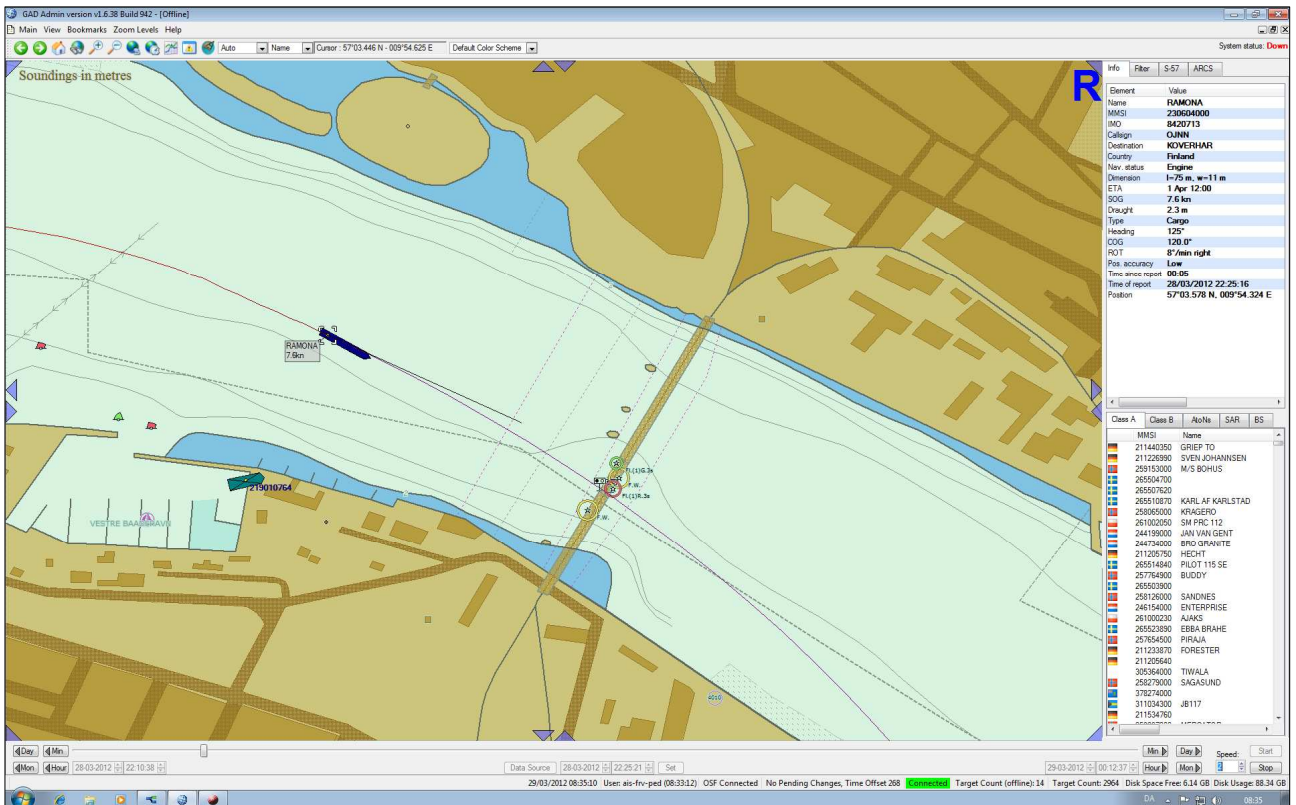 GAD Admin version v1.6.38 Build 942 - [Offline]
Main View Bookmarks Zoom Levels Help
Auto Name Cursor : 57°03.446 N - 009°54.625 E Default Color Scheme System status: Down
Soundings in metres
R
RAMONA
7.6kn
219010764
VESTRE BAADEHAVN
Fl.(1)G.3s
F.W.
Fl.(1)R.3s
F.W.
4010
Info Filter S-57 ARCS
Element Value
Name RAMONA
MMSI 230604000
IMO 8420713
Callsign OJNN
Destination KOVERHAR
Country Finland
Nav. status Engine
Dimension l=75 m, w=11 m
ETA 1 Apr 12:00
SOG 7.6 kn
Draught 2.3 m
Type Cargo
Heading 125°
COG 120.0°
ROT 8°/min right
Pos. accuracy Low
Time since report 00:05
Time of report 28/03/2012 22:25:16
Position 57°03.578 N, 009°54.324 E
Class A Class B AtoNs SAR BS
MMSI Name
211440350 GRIEP TO
211226990 SVEN JOHANNSEN
259153000 M/S BOHUS
265504700
265507620
265510870 KARL AF KARLSTAD
258065000 KRAGERO
261002050 SM PRC 112
244199000 JAN VAN GENT
244734000 BRO GRANITE
211205750 HECHT
265514840 PILOT 115 SE
257764900 BUDDY
265503900
258126000 SANDNES
246154000 ENTERPRISE
261000230 AJAKS
265523890 EBBA BRAHE
257654500 PIRAJA
211233870 FORESTER
211205640
305364000 TIWALA
258279000 SAGASUND
378274000
311034300 JB117
211534760
Day Min Min Day Speed: Start
Mon Hour 28-03-2012 22:10:38 Data Source 28-03-2012 22:25:21 Set 29-03-2012 00:12:37 Hour Mon Stop
29/03/2012 08:35:10 User: ais-frv-ped (08:33:12) OSF Connected No Pending Changes, Time Offset 268 Connected Target Count (offline): 14 Target Count: 2964 Disk Space Free: 6.14 GB Disk Usage: 88.34 GB
DA 08:35